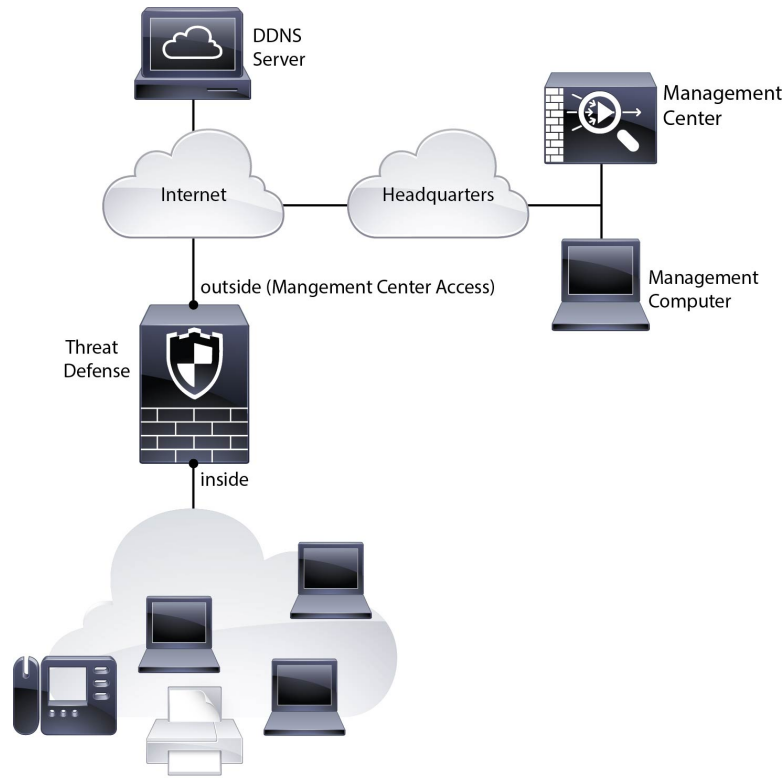 DDNS
Server
Management
Center
Internet
Headquarters
outside (Mangement Center Access)
Management
Computer
Threat
Defense
inside